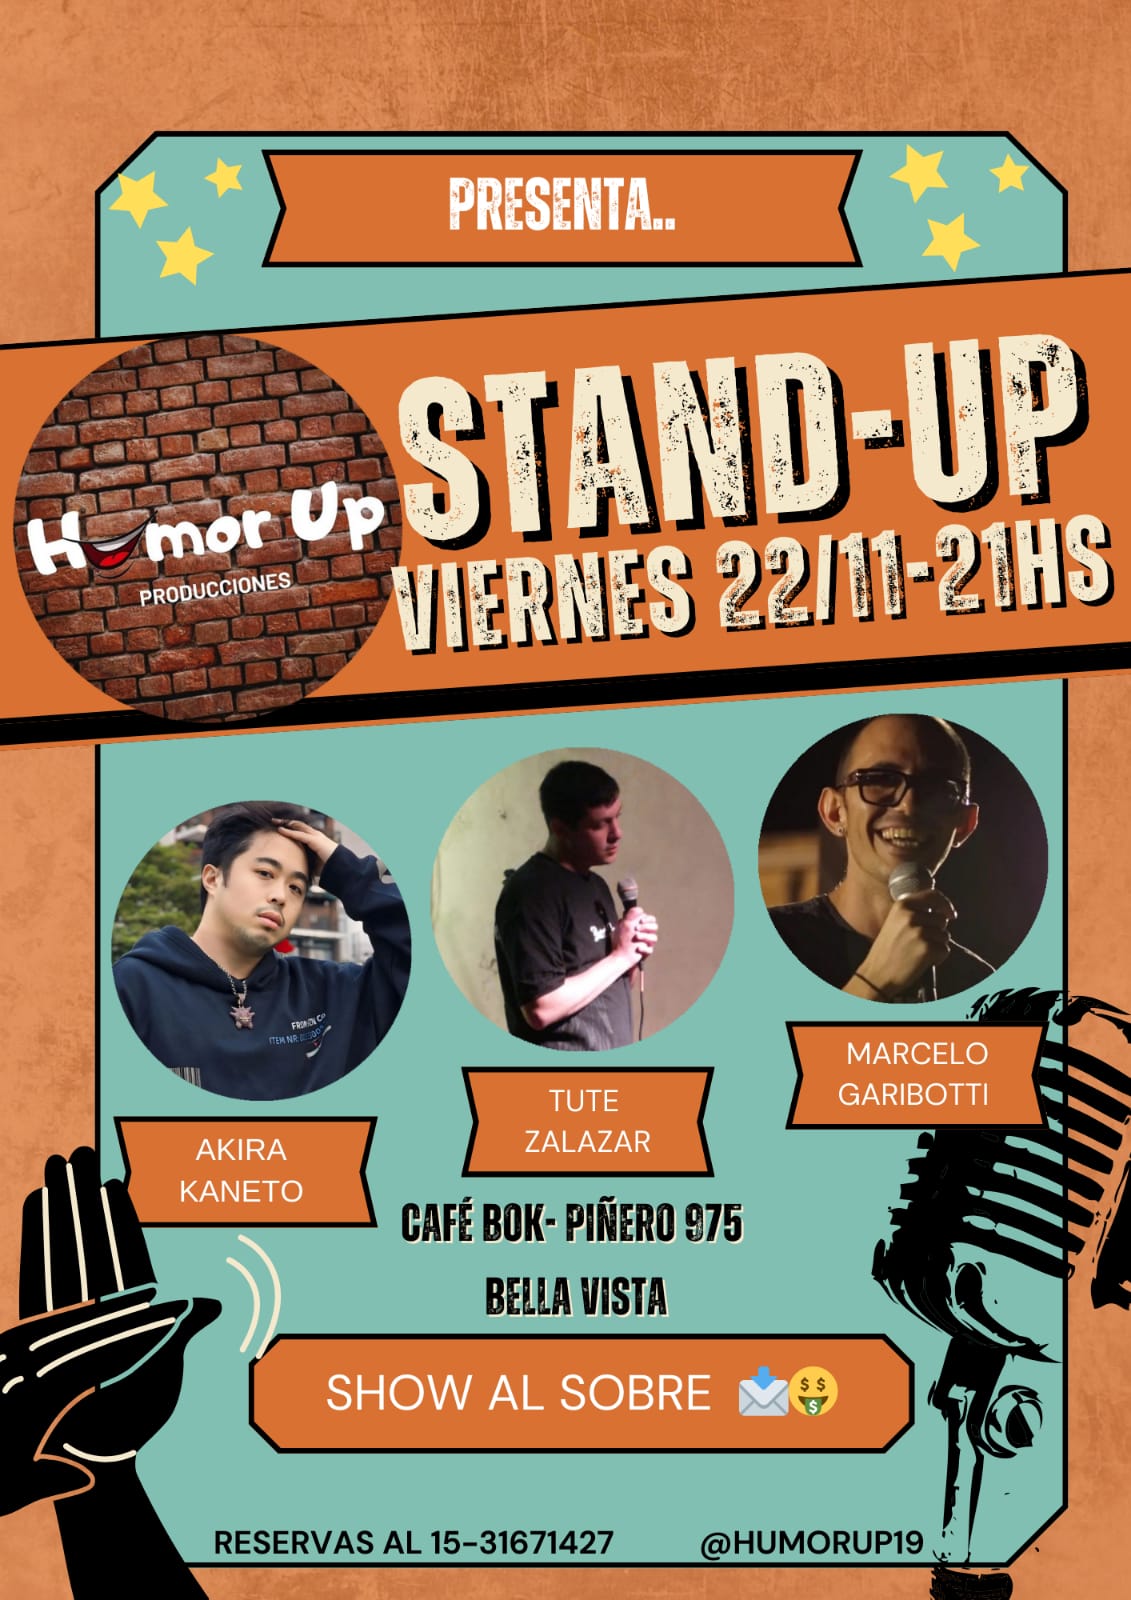 PRESENTA..
STAND-UP
Humor Up
PRODUCCIONES
VIERNES 22/11-21HS
AKIRA
KANETO
TUTE
ZALAZAR
MARCELO
GARIBOTTI
CAFÉ BOK- PIÑERO 975
BELLA VISTA
SHOW AL SOBRE
RESERVAS AL 15-31671427
@HUMORUP19